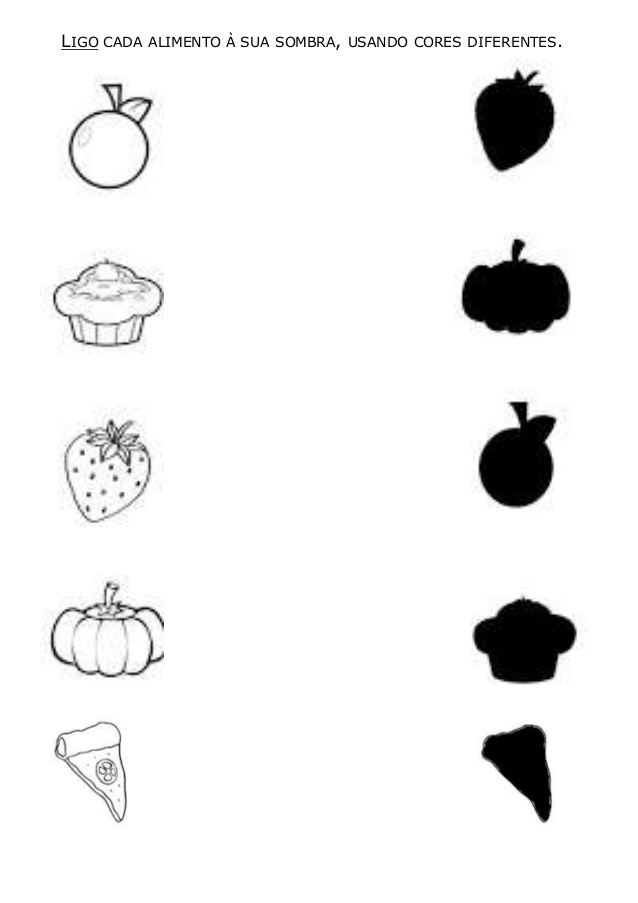 LIGO CADA ALIMENTO À SUA SOMBRA, USANDO CORES DIFERENTES.